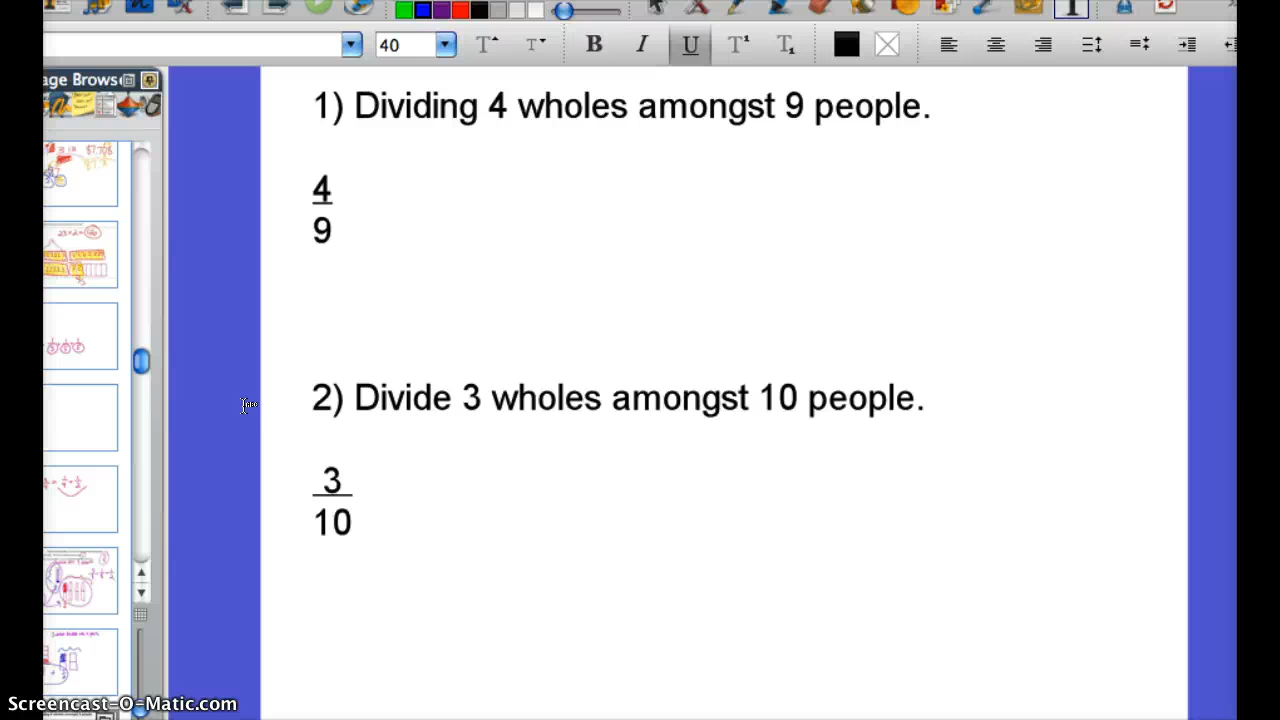 40
B I U T T
age Brows
1) Dividing 4 wholes amongst 9 people.
4
9
2) Divide 3 wholes amongst 10 people.
3
10
Screencast-O-Matic.com